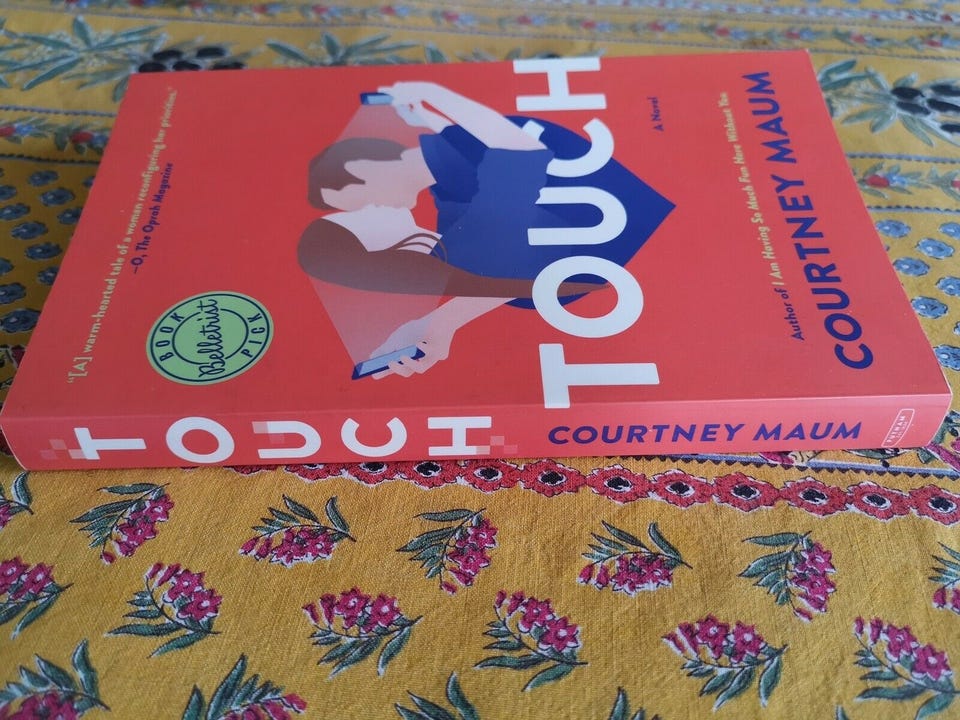 "[A] warm-hearted tale of a woman reconfiguring her priorities."
—O, The Oprah Magazine
BOOK
Belletrist
PICK
TOUCH
A Novel
Author of I Am Having So Much Fun Here Without You
COURTNEY MAUM
TOUCH
COURTNEY MAUM
PUTNAM